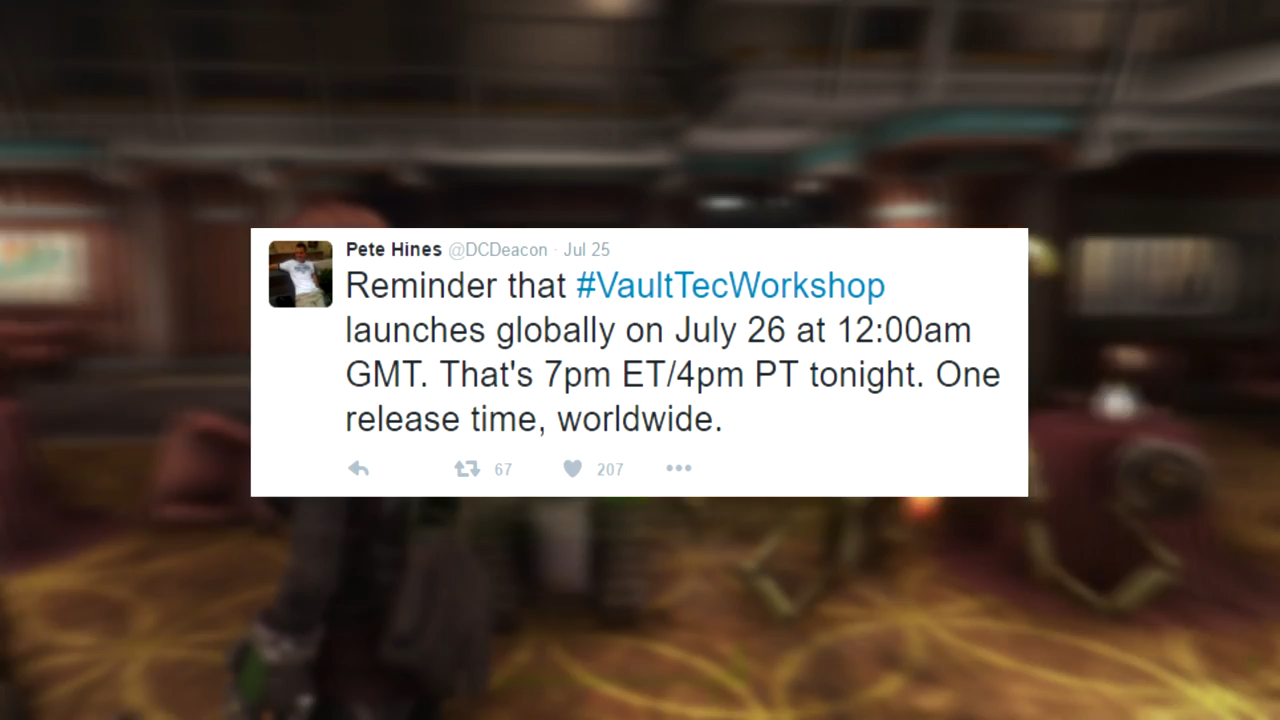 Pete Hines @DCDeacon · Jul 25
Reminder that #VaultTecWorkshop
launches globally on July 26 at 12:00am
GMT. That's 7pm ET/4pm PT tonight. One
release time, worldwide.
67 207